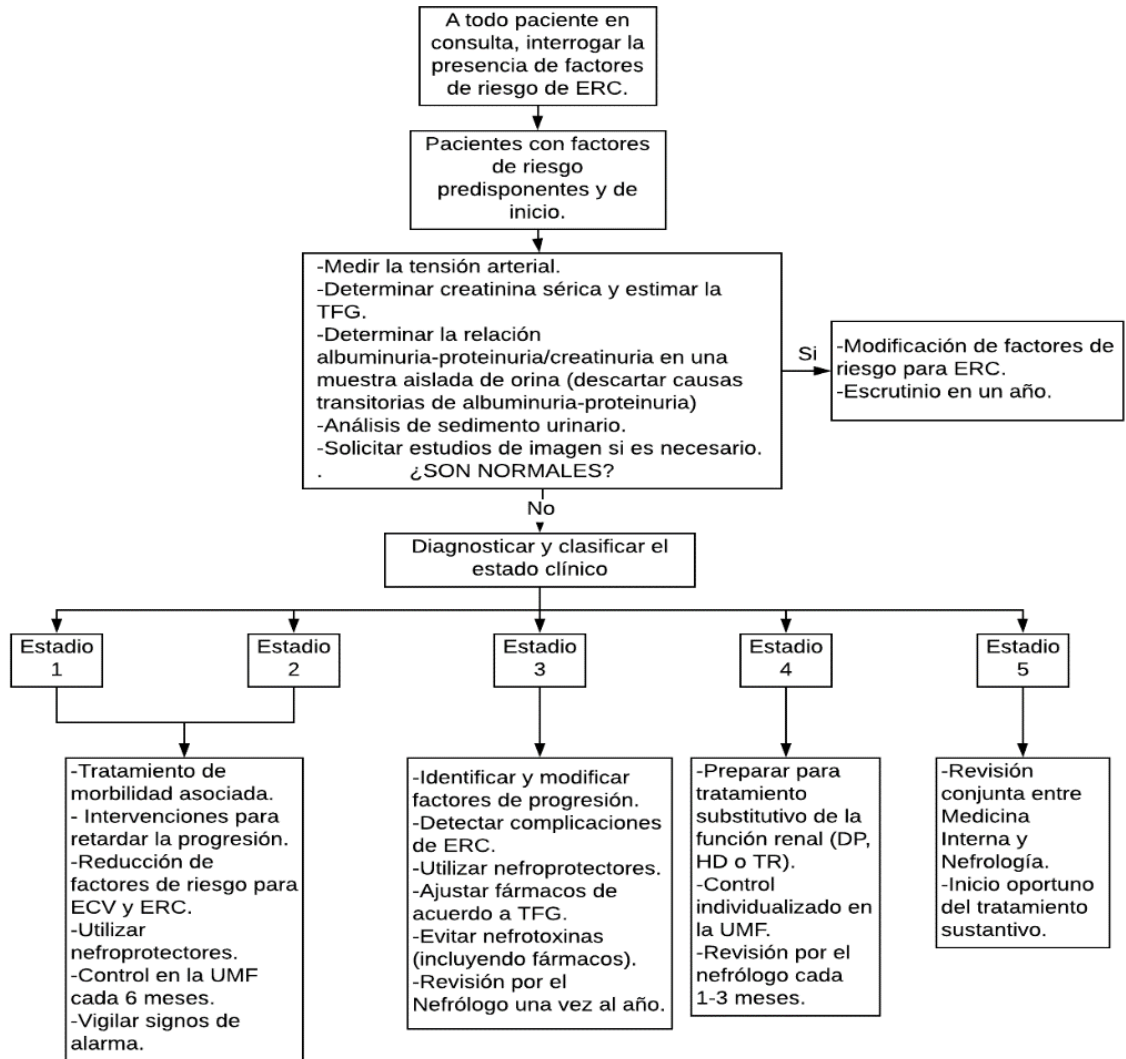 A todo paciente en
consulta, interrogar la
presencia de factores
de riesgo de ERC.
Pacientes con factores
de riesgo
predisponentes y de
inicio.
-Medir la tensión arterial.
-Determinar creatinina sérica y estimar la
TFG.
-Determinar la relación
albuminuria-proteinuria/creatinuria en una
muestra aislada de orina (descartar causas
transitorias de albuminuria-proteinuria)
-Análisis de sedimento urinario.
-Solicitar estudios de imagen si es necesario.
. ¿SON NORMALES?
Si
-Modificación de factores de
riesgo para ERC.
-Escrutinio en un año.
No
Diagnosticar y clasificar el
estado clínico
Estadio
1
Estadio
2
Estadio
3
Estadio
4
Estadio
5
-Tratamiento de
morbilidad asociada.
- Intervenciones para
retardar la progresión.
-Reducción de
factores de riesgo para
ECV y ERC.
-Utilizar
nefroprotectores.
-Control en la UMF
cada 6 meses.
-Vigilar signos de
alarma.
-Identificar y modificar
factores de progresión.
-Detectar complicaciones
de ERC.
-Utilizar nefroprotectores.
-Ajustar fármacos de
acuerdo a TFG.
-Evitar nefrotoxinas
(incluyendo fármacos).
-Revisión por el
Nefrólogo una vez al año.
-Preparar para
tratamiento
substitutivo de la
función renal (DP,
HD o TR).
-Control
individualizado en
la UMF.
-Revisión por el
nefrólogo cada
1-3 meses.
-Revisión
conjunta entre
Medicina
Interna y
Nefrología.
-Inicio oportuno
del tratamiento
sustantivo.